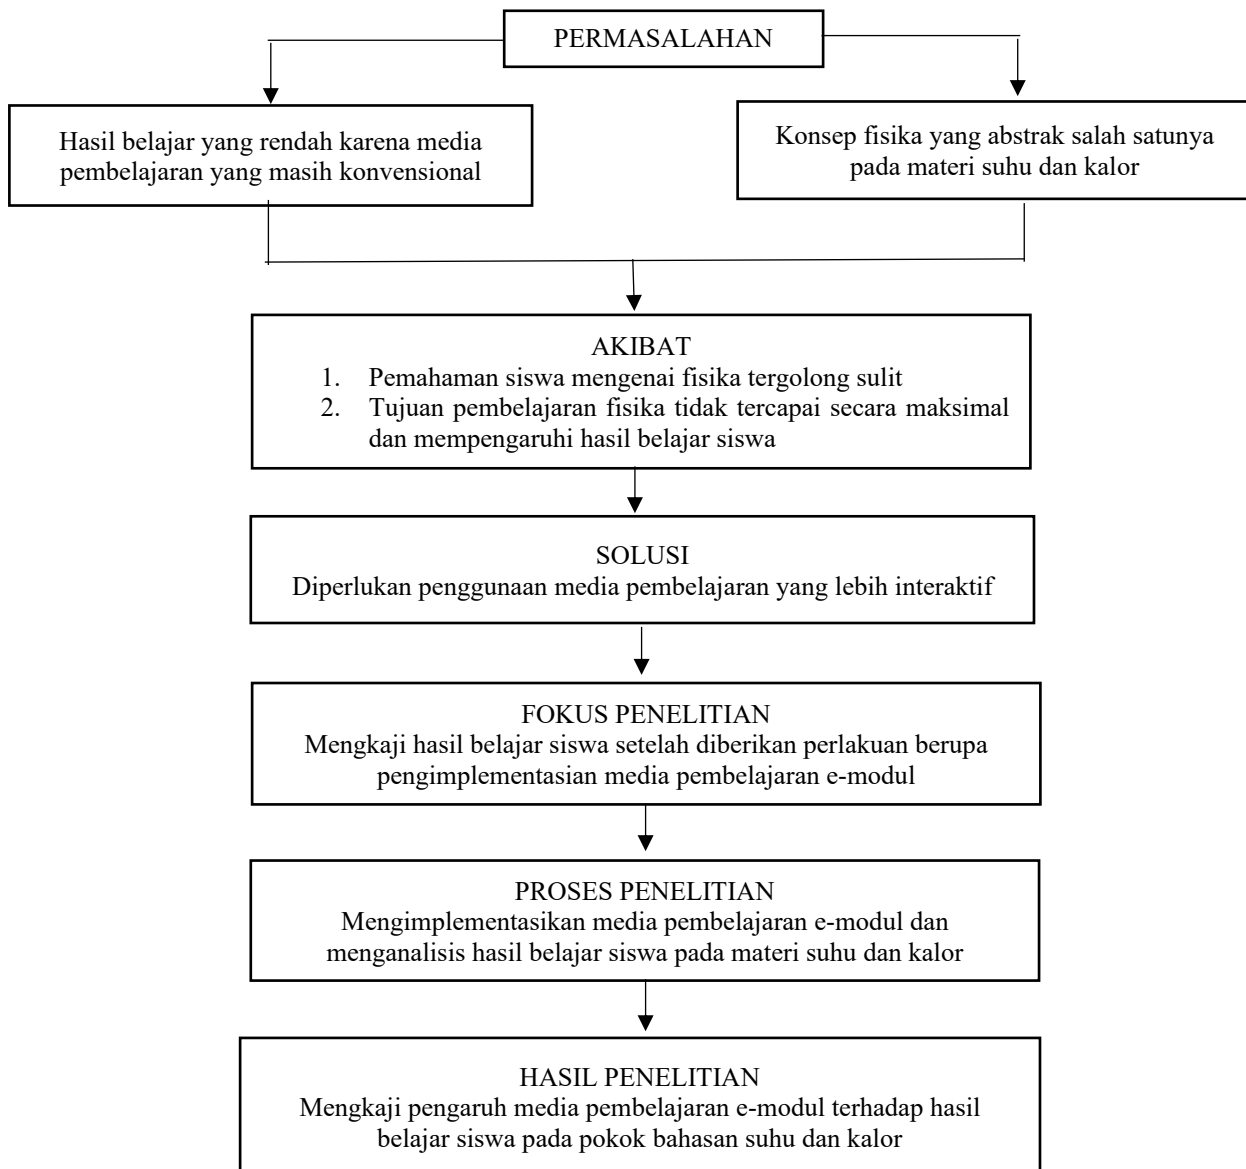 PERMASALAHAN
Hasil belajar yang rendah karena media
pembelajaran yang masih konvensional
Konsep fisika yang abstrak salah satunya
pada materi suhu dan kalor
AKIBAT
1. Pemahaman siswa mengenai fisika tergolong sulit
2. Tujuan pembelajaran fisika tidak tercapai secara maksimal
dan mempengaruhi hasil belajar siswa
SOLUSI
Diperlukan penggunaan media pembelajaran yang lebih interaktif
FOKUS PENELITIAN
Mengkaji hasil belajar siswa setelah diberikan perlakuan berupa
pengimplementasian media pembelajaran e-modul
PROSES PENELITIAN
Mengimplementasikan media pembelajaran e-modul dan
menganalisis hasil belajar siswa pada materi suhu dan kalor
HASIL PENELITIAN
Mengkaji pengaruh media pembelajaran e-modul terhadap hasil
belajar siswa pada pokok bahasan suhu dan kalor